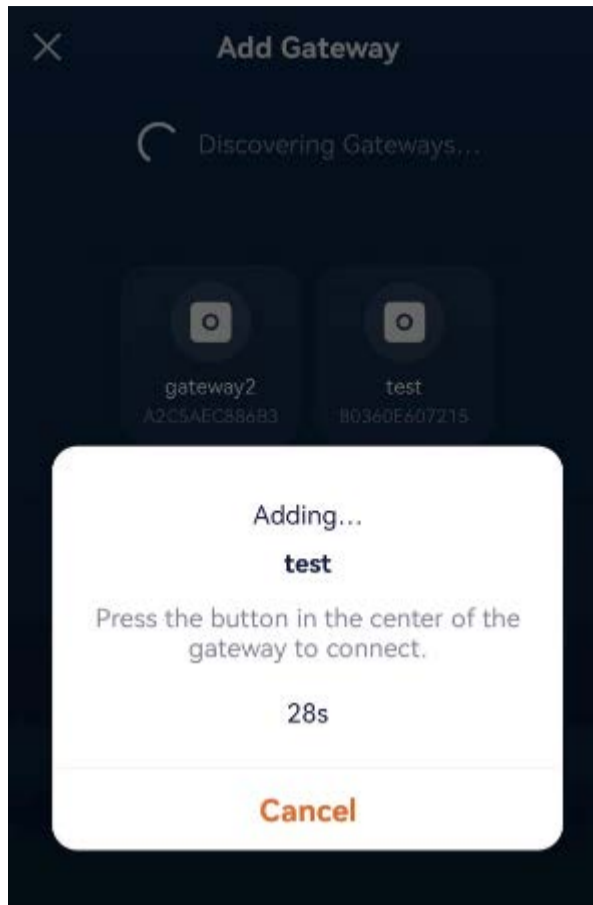 Add Gateway
Discovering Gateways...
gateway2
test
A2C5AEC886B3
80360E607215
Adding...
test
Press the button in the center of the
gateway to connect.
28s
Cancel